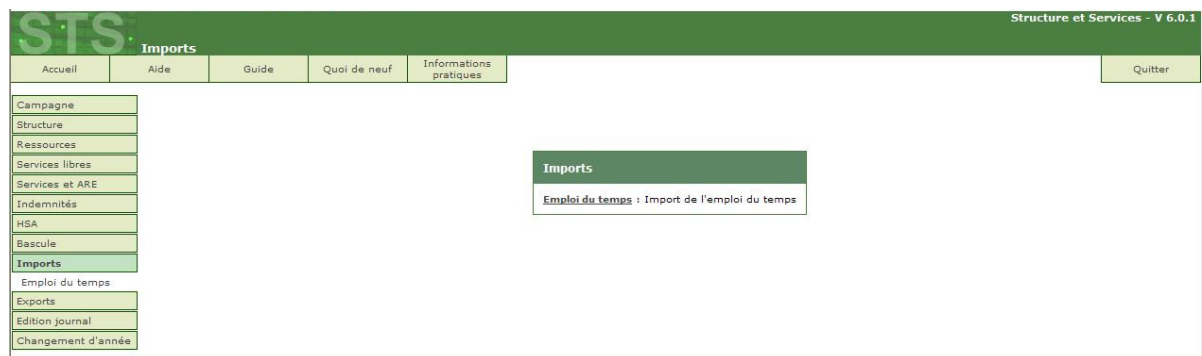 Structure et Services - V 6.0.1
STS
Imports
Accueil
Aide
Guide
Quoi de neuf
Informations
pratiques
Quitter
Campagne
Structure
Ressources
Services libres
Services et ARE
Indemnités
HSA
Bascule
Imports
Emploi du temps
Exports
Edition journal
Changement d'année
Imports
Emploi du temps : Import de l'emploi du temps